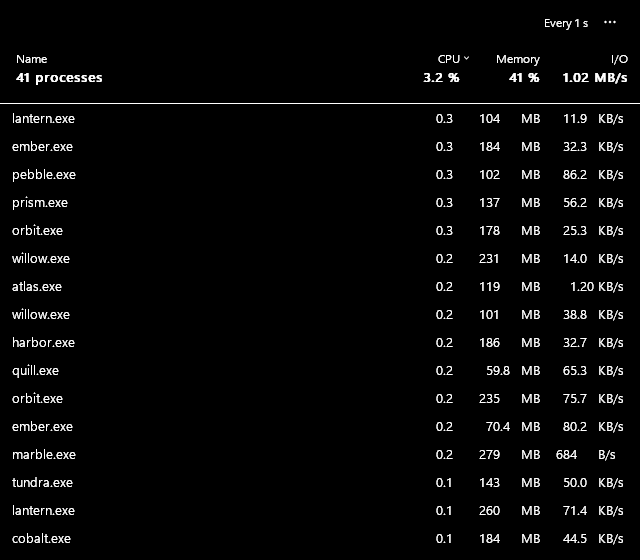 Every 1 s ···
Name CPU Memory I/O
41 processes 3.2 % 41 % 1.02 MB/s
lantern.exe 0.3 104 MB 11.9 KB/s
ember.exe 0.3 184 MB 32.3 KB/s
pebble.exe 0.3 102 MB 86.2 KB/s
prism.exe 0.3 137 MB 56.2 KB/s
orbit.exe 0.3 178 MB 25.3 KB/s
willow.exe 0.2 231 MB 14.0 KB/s
atlas.exe 0.2 119 MB 1.20 KB/s
willow.exe 0.2 101 MB 38.8 KB/s
harbor.exe 0.2 186 MB 32.7 KB/s
quill.exe 0.2 59.8 MB 65.3 KB/s
orbit.exe 0.2 235 MB 75.7 KB/s
ember.exe 0.2 70.4 MB 80.2 KB/s
marble.exe 0.2 279 MB 684 B/s
tundra.exe 0.1 143 MB 50.0 KB/s
lantern.exe 0.1 260 MB 71.4 KB/s
cobalt.exe 0.1 184 MB 44.5 KB/s